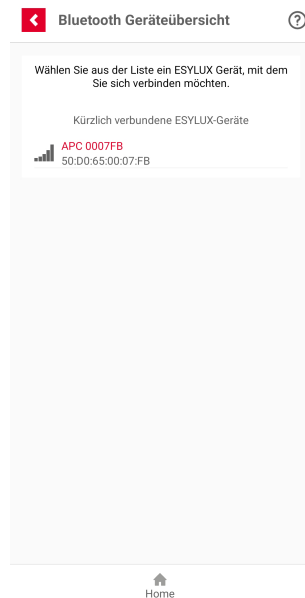 Bluetooth Geräteübersicht
?
Wählen Sie aus der Liste ein ESYLUX Gerät, mit dem
Sie sich verbinden möchten.
Kürzlich verbundene ESYLUX-Geräte
APC 0007FB
50:D0:65:00:07:FB
Home